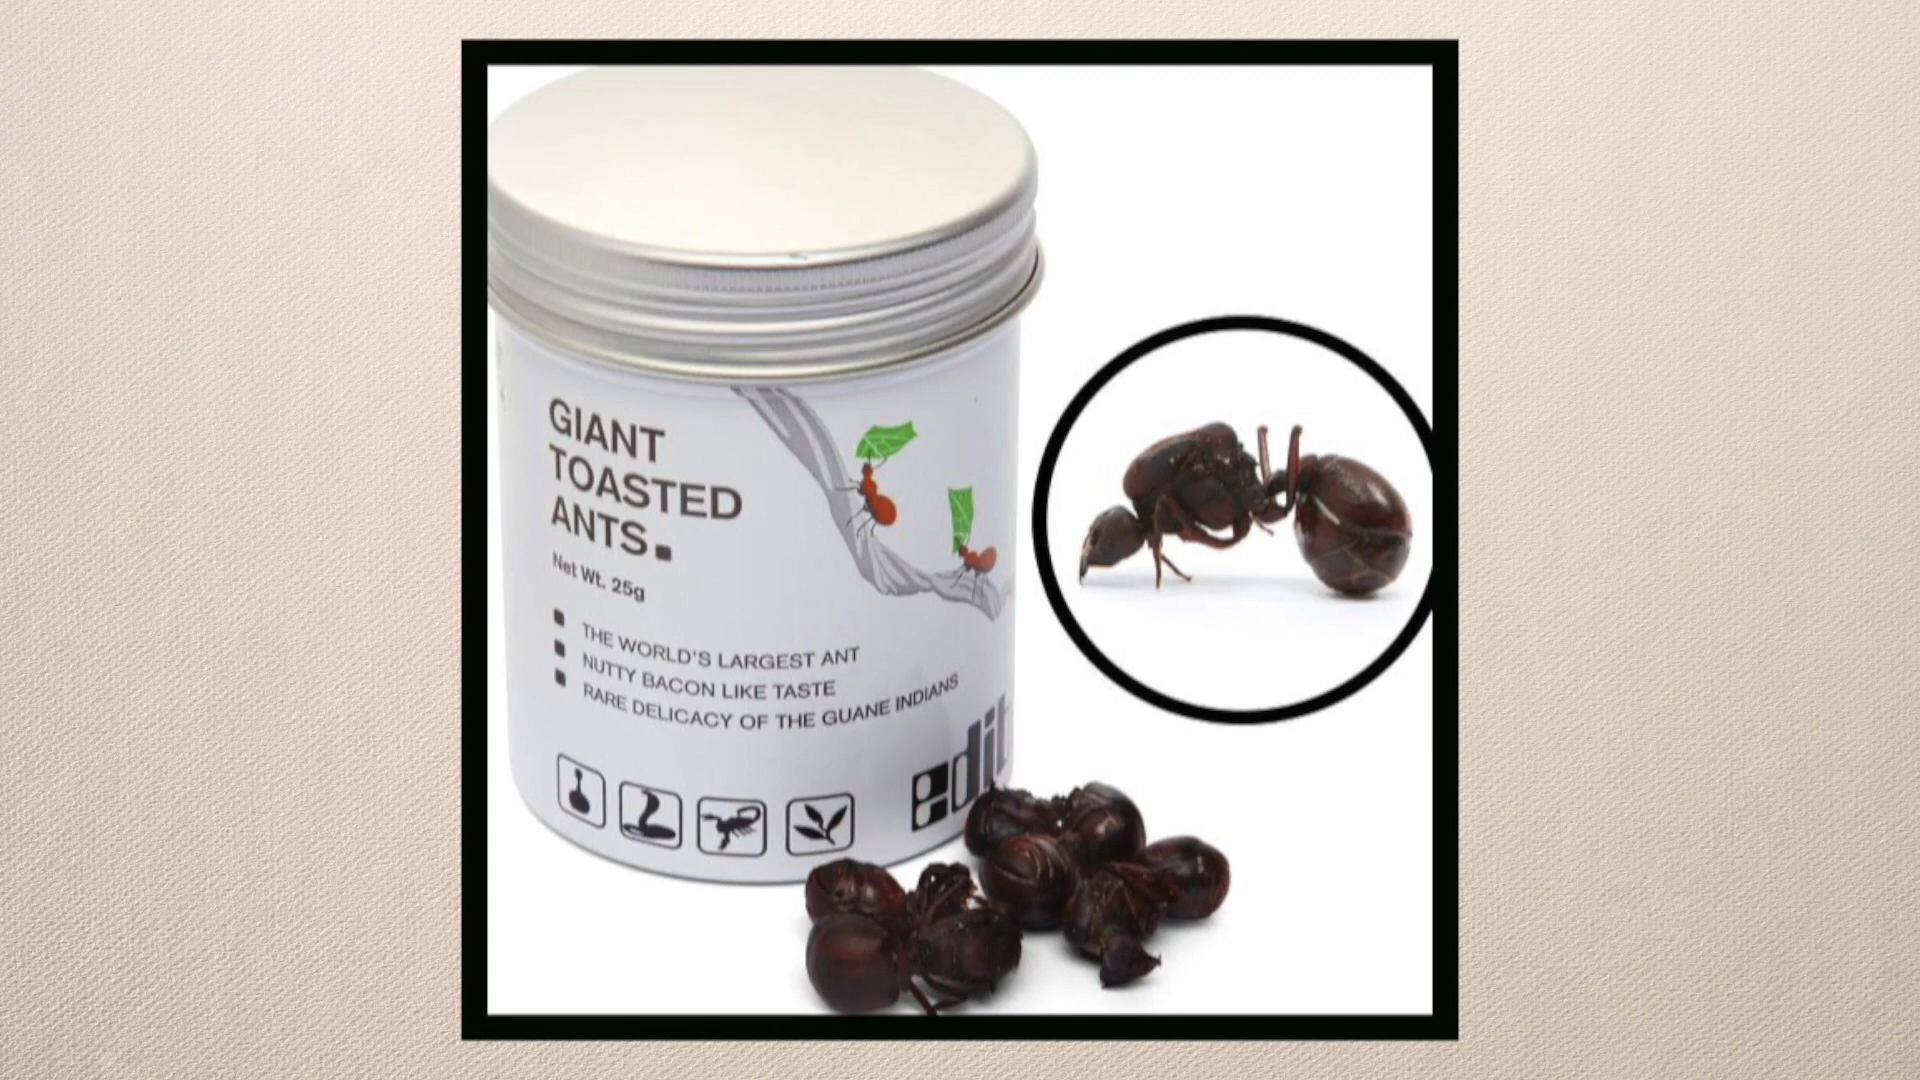 GIANT
TOASTED
ANTS
Net Wt. 25g
THE WORLD'S LARGEST ANT
NUTTY BACON LIKE TASTE
RARE DELICACY OF THE GUANE INDIANS
edit